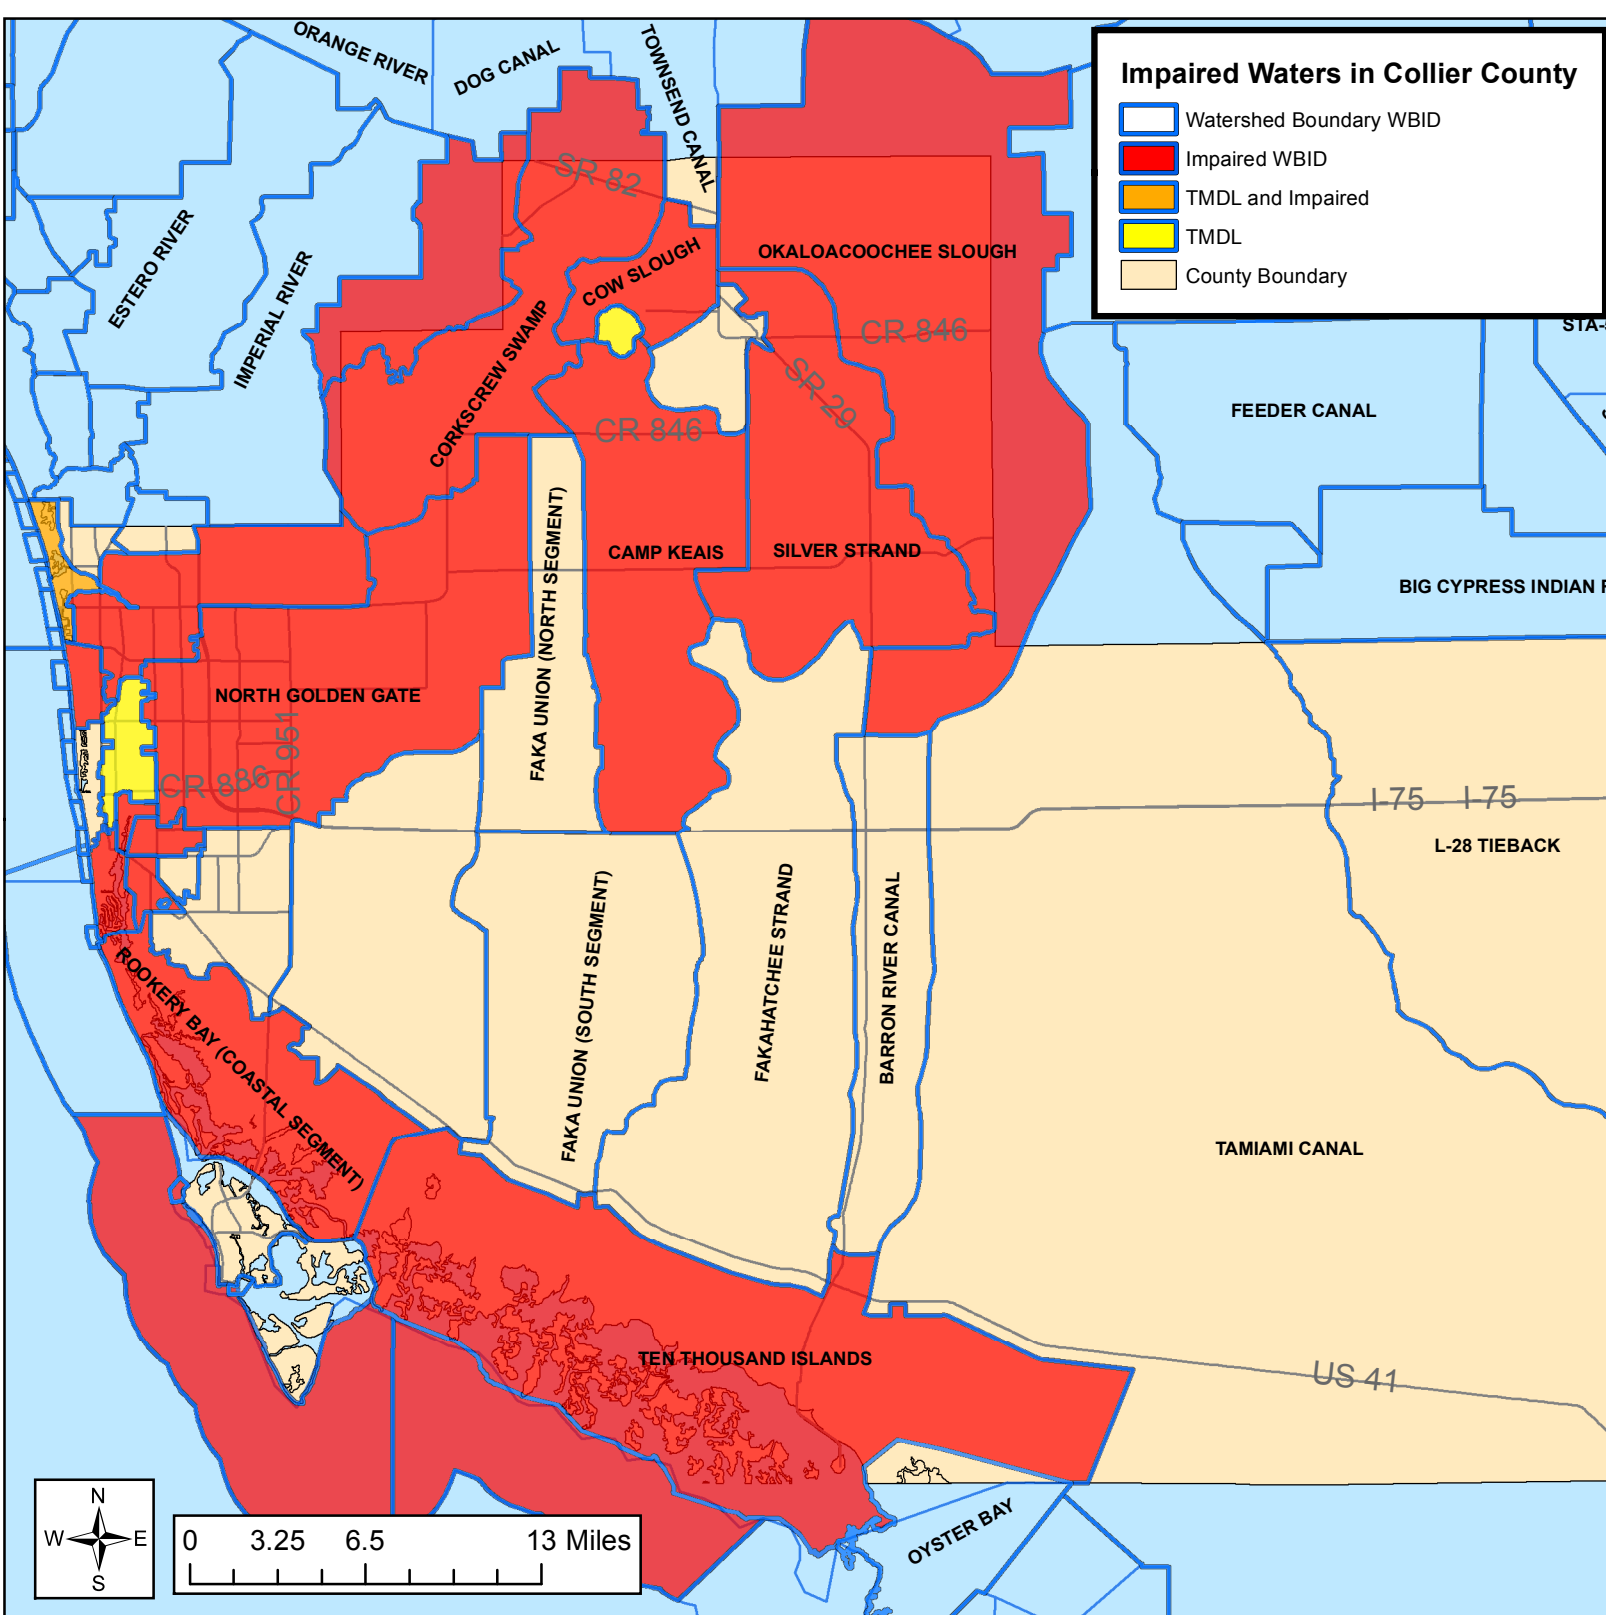 ORANGE RIVER
DOG CANAL
TOWNSEND CANAL
Impaired Waters in Collier County
Watershed Boundary WBID
Impaired WBID
TMDL and Impaired
TMDL
County Boundary
SR 82
ESTERO RIVER
IMPERIAL RIVER
COW SLOUGH
OKALOACOOCHEE SLOUGH
CORKSCREW SWAMP
CR 846
STA-
SR 29
FEEDER CANAL
CR 846
FAKA UNION (NORTH SEGMENT)
CAMP KEAIS
SILVER STRAND
BIG CYPRESS INDIAN
NORTH GOLDEN GATE
CR 951
CR 886
I-75
I-75
L-28 TIEBACK
FAKA UNION (SOUTH SEGMENT)
FAKAHATCHEE STRAND
BARRON RIVER CANAL
ROOKERY BAY (COASTAL SEGMENT)
TAMIAMI CANAL
TEN THOUSAND ISLANDS
US 41
OYSTER BAY
N
W E
S
0 3.25 6.5 13 Miles